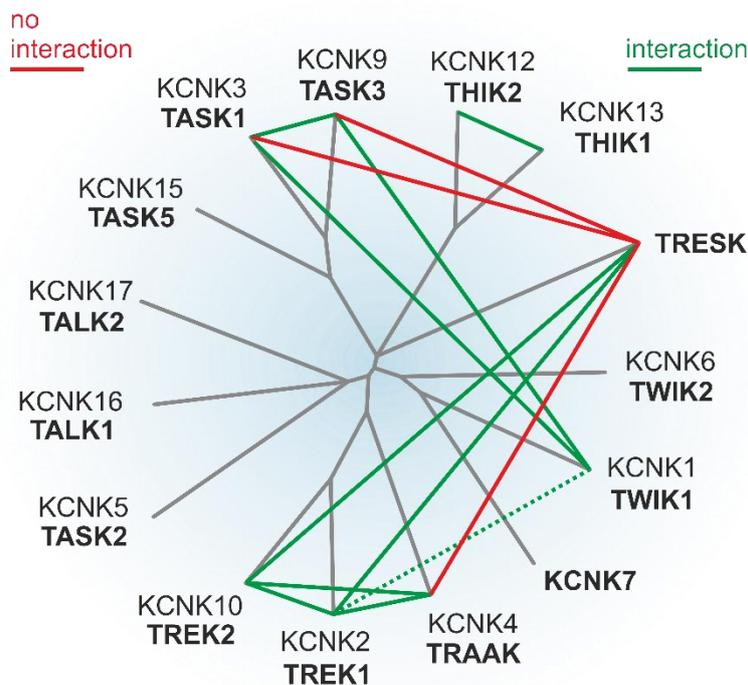 no
interaction
interaction
KCNK9
TASK3
KCNK12
THIK2
KCNK3
TASK1
KCNK13
THIK1
KCNK15
TASK5
TRESK
KCNK17
TALK2
KCNK6
TWIK2
KCNK16
TALK1
KCNK1
TWIK1
KCNK5
TASK2
KCNK7
KCNK10
TREK2
KCNK2
TREK1
KCNK4
TRAAK